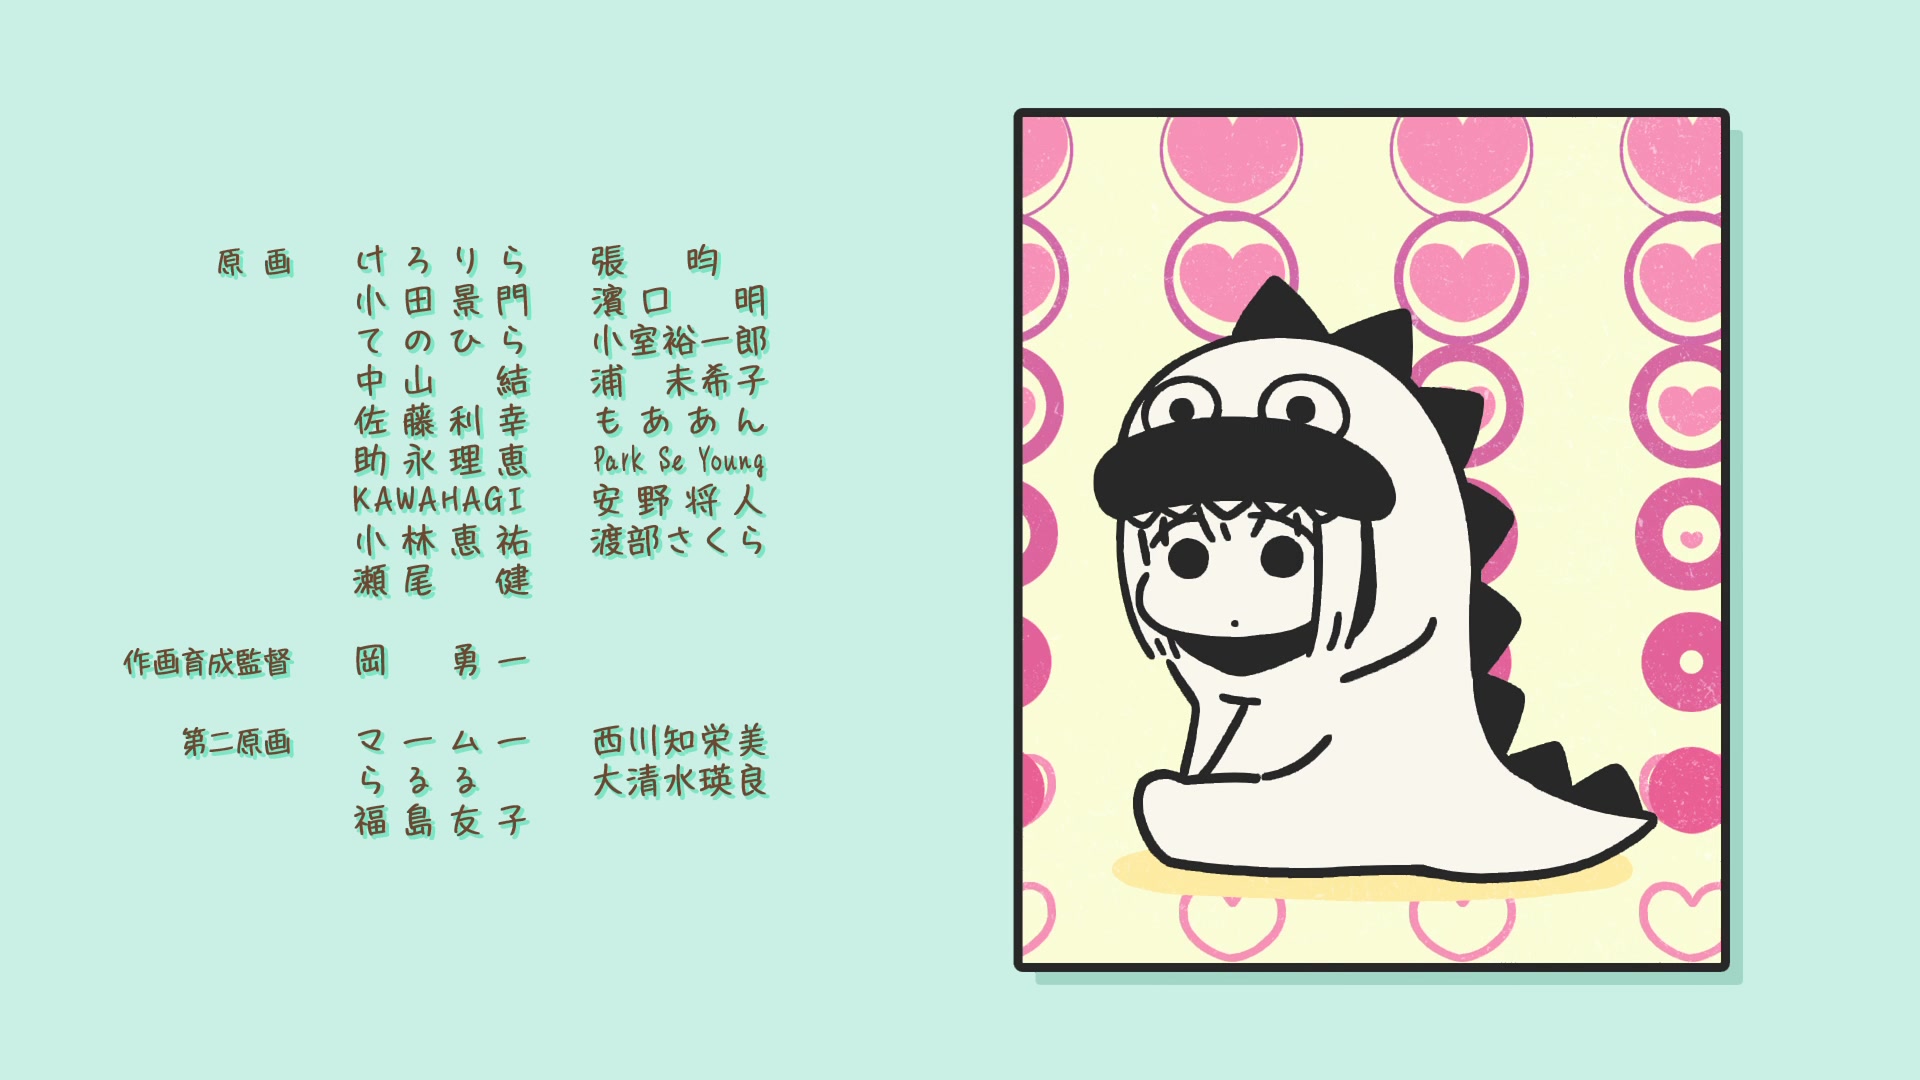 原画 けろりら 張 昀
小田景門 濱口 明
てのひら 小室裕一郎
中山 結 浦 未希子
佐藤利幸 もああん
助永理恵 Park Se Young
KAWAHAGI 安野将人
小林恵祐 渡部さくら
瀬尾 健
作画育成監督 岡 勇一
第二原画 マームー 西川知栄美
らるる 大清水瑛良
福島友子